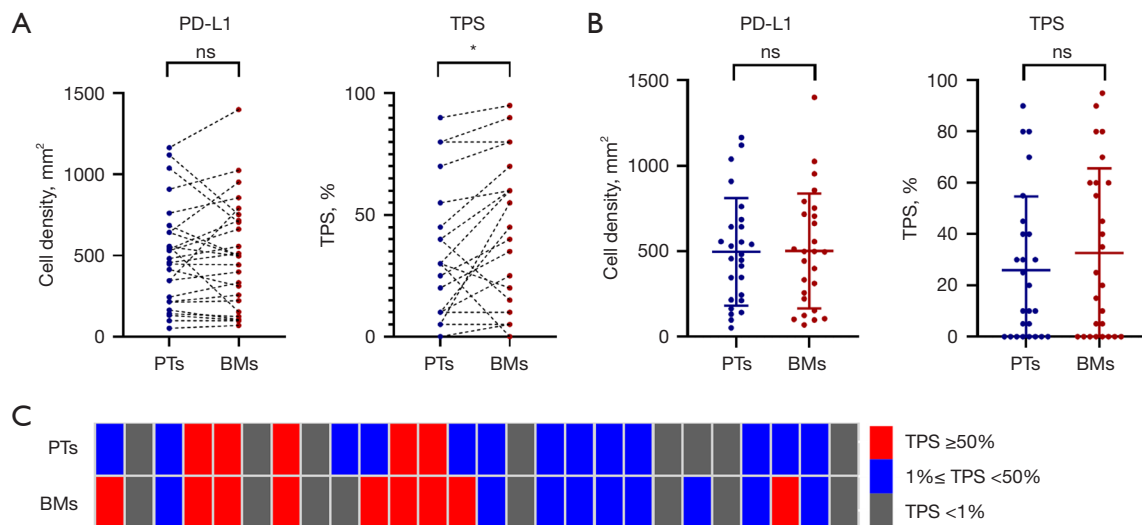 A
PD-L1
ns
Cell density, mm²
1500
1000
500
0
PTs BMs
TPS
*
TPS, %
100
50
0
PTs BMs
B
PD-L1
ns
Cell density, mm²
1500
1000
500
0
PTs BMs
TPS
ns
TPS, %
100
80
60
40
20
0
PTs BMs
C
PTs
BMs
TPS ≥50%
1%≤ TPS <50%
TPS <1%